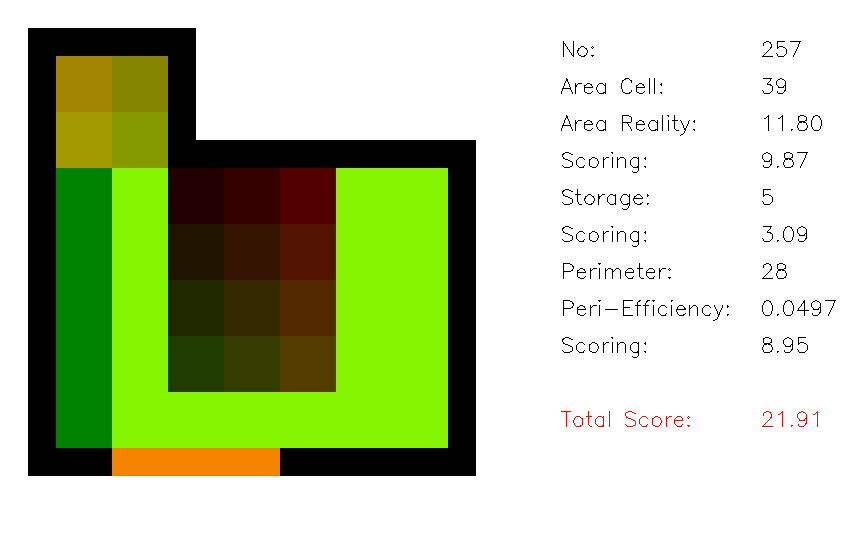 No: 257
Area Cell: 39
Area Reality: 11.80
Scoring: 9.87
Storage: 5
Scoring: 3.09
Perimeter: 28
Peri-Efficiency: 0.0497
Scoring: 8.95
Total Score: 21.91